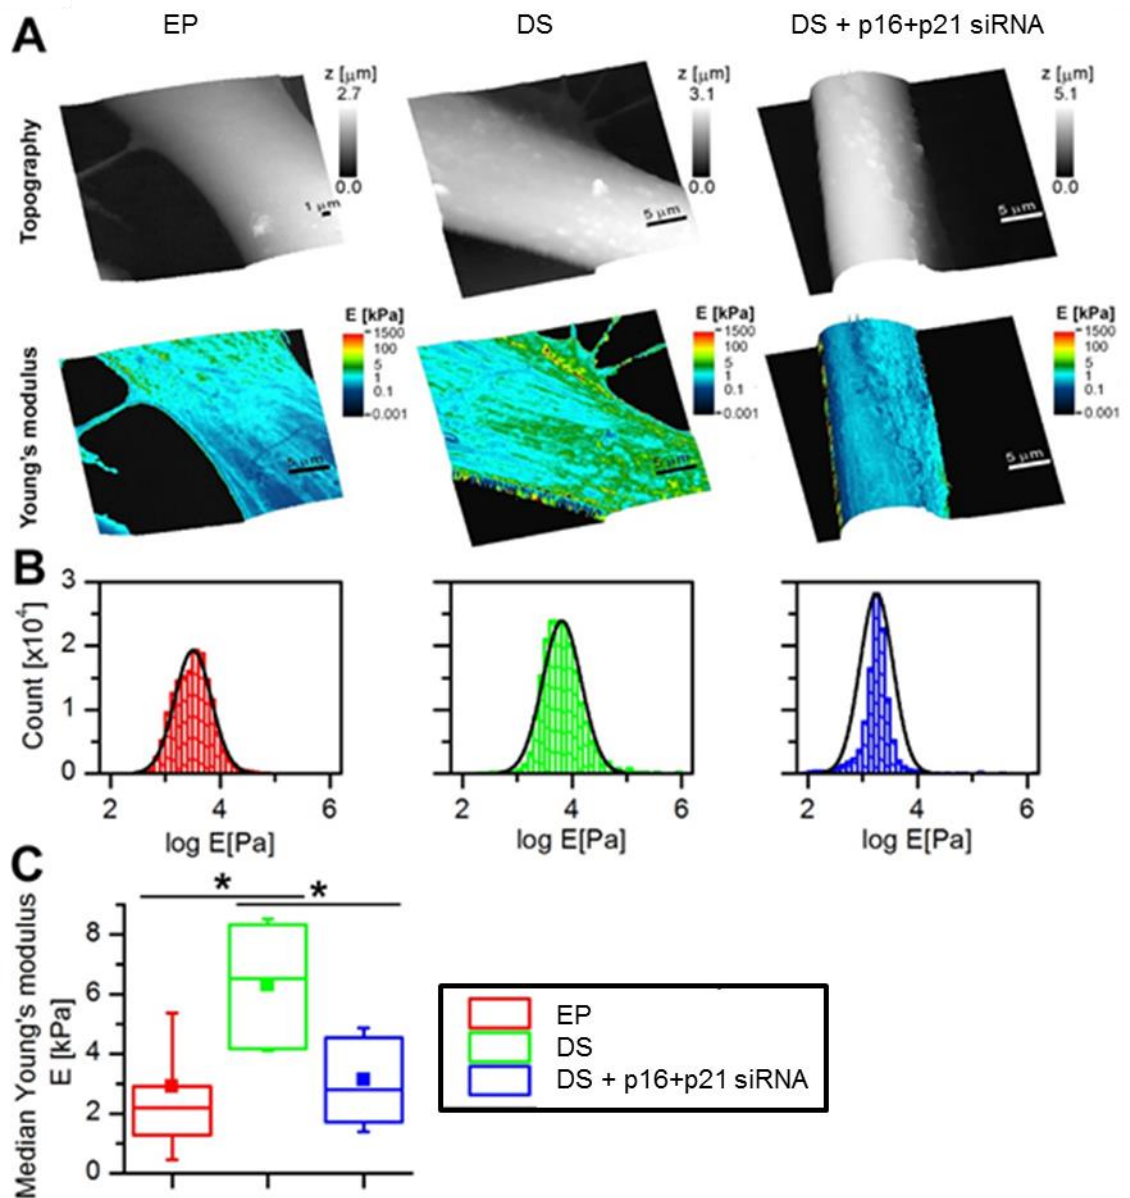 A
EP
DS
DS + p16+p21 siRNA
Topography
z [μm]
2.7
0.0
1 μm
z [μm]
3.1
0.0
5 μm
z [μm]
5.1
0.0
5 μm
Young's modulus
E [kPa]
1500
100
5
1
0.1
0.001
5 μm
E [kPa]
1500
100
5
1
0.1
0.001
5 μm
E [kPa]
1500
100
5
1
0.1
0.001
5 μm
B
Count [x10⁴]
3
2
1
0
2 4 6
log E[Pa]
2 4 6
log E[Pa]
2 4 6
log E[Pa]
C
Median Young's modulus
E [kPa]
8
6
4
2
0
* *
EP
DS
DS + p16+p21 siRNA